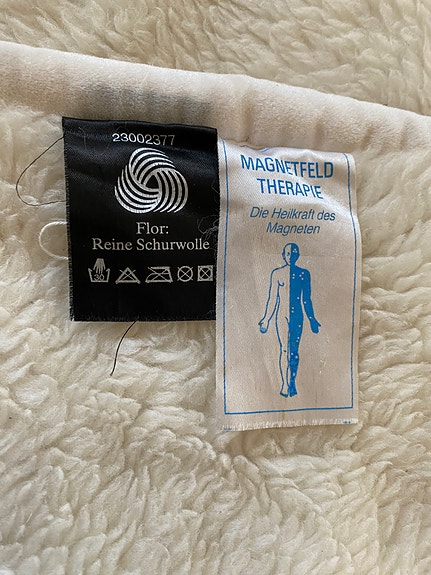 23002377
Flor:
Reine Schurwolle
MAGNETFELD
THERAPIE
Die Heilkraft des
Magneten